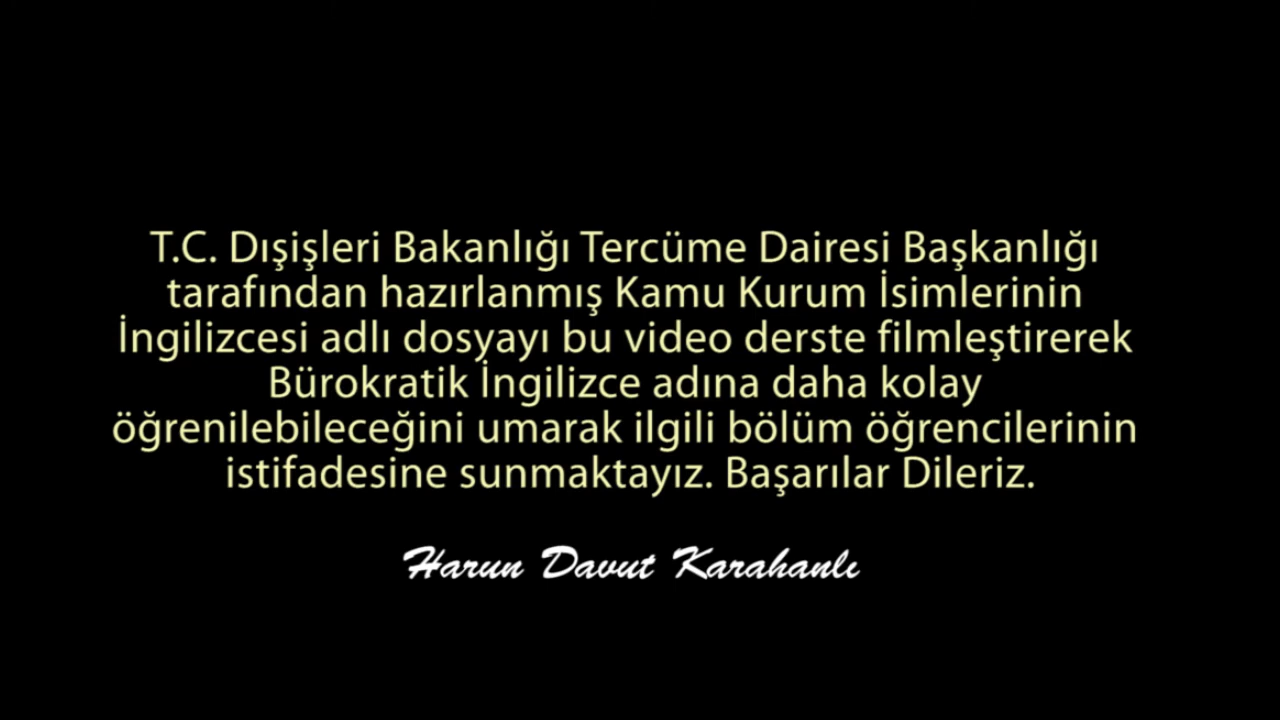 T.C. Dışişleri Bakanlığı Tercüme Dairesi Başkanlığı
tarafından hazırlanmış Kamu Kurum İsimlerinin
İngilizcesi adlı dosyayı bu video derste filmleştirerek
Bürokratik İngilizce adına daha kolay
öğrenilebileceğini umarak ilgili bölüm öğrencilerinin
istifadesine sunmaktayız. Başarılar Dileriz.
Harun Davut Karahanlı